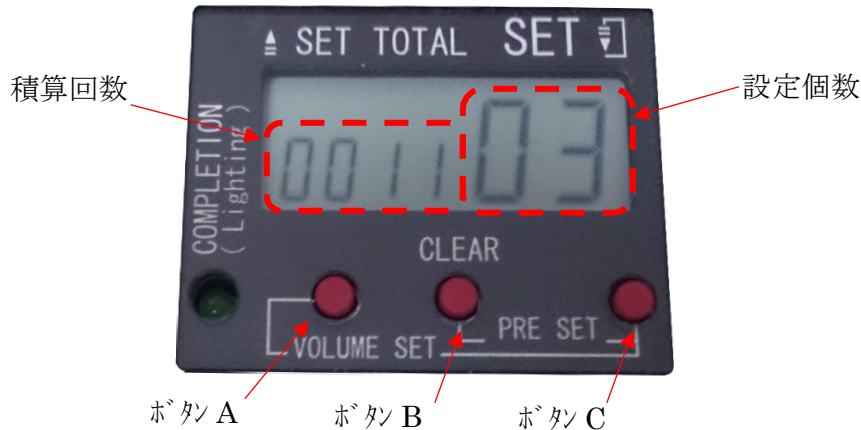 SET TOTAL SET
積算回数
設定個数
COMPLETION
(Lighting)
0011 03
CLEAR
PRE SET
VOLUME SET
ﾎﾞﾀﾝA
ﾎﾞﾀﾝB
ﾎﾞﾀﾝC